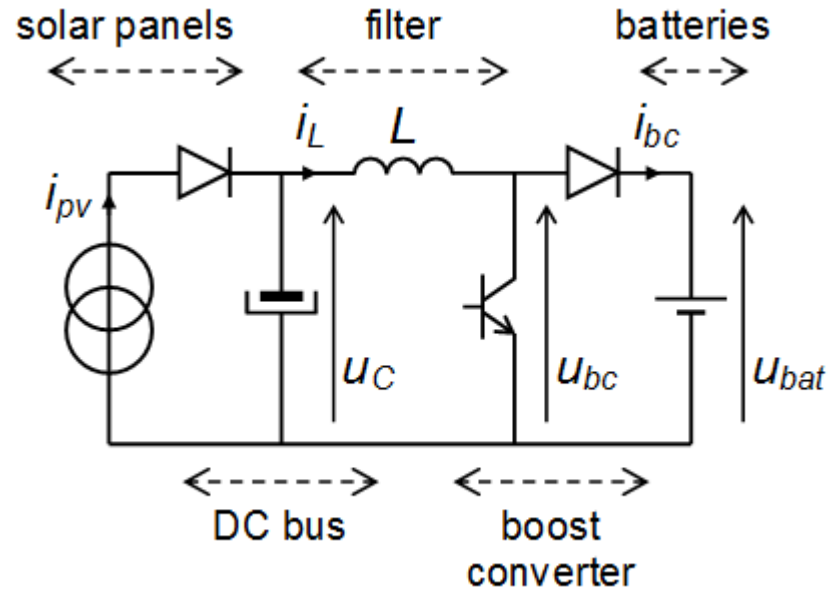 solar panels
filter
batteries
i_L
L
i_bc
i_pv
u_C
u_bc
u_bat
DC bus
boost
converter